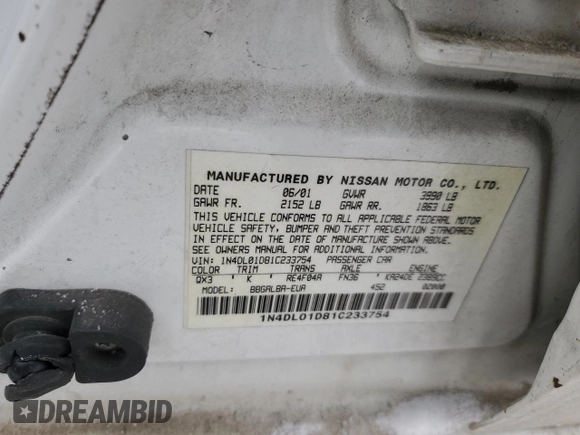 MANUFACTURED BY NISSAN MOTOR CO., LTD.
DATE 06/01 GVWR 3990 LB
GAWR FR. 2152 LB GAWR RR. 1863 LB
THIS VEHICLE CONFORMS TO ALL APPLICABLE FEDERAL MOTOR
VEHICLE SAFETY, BUMPER AND THEFT PREVENTION STANDARDS
IN EFFECT ON THE DATE OF MANUFACTURE SHOWN ABOVE.
SEE OWNERS MANUAL FOR ADDITIONAL INFORMATION.
VIN: 1N4DL01D81C233754 PASSENGER CAR
COLOR TRIM TRANS AXLE ENGINE
QX3 ' K ' RE4F04A FN36 ' KA24DE 2389CC
MODEL: BBGALBA-EUA 452 02000
1N4DL01D81C233754
DREAMBID